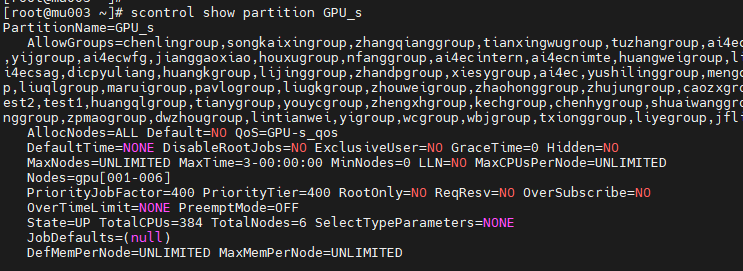 [root@mu003 ~]# scontrol show partition GPU_s
PartitionName=GPU_s
AllowGroups=chenlingroup,songkaixingroup,zhangqianggroup,tianxingwugroup,tuzhangroup,ai4ec
,yijgroup,ai4ecwfg,jianggaoxiao,houxugroup,nfanggroup,ai4ecintern,ai4ecnimte,huangweigroup,li
i4ecsag,dicpyuliang,huangkgroup,lijinggroup,zhandpgroup,xiesygroup,ai4ec,yushilinggroup,mengc
p,liuqlgroup,maruigroup,pavlogroup,liugkgroup,zhouweigroup,zhaohonggroup,zhujungroup,caozxgr
est2,test1,huangqlgroup,tianygroup,youycgroup,zhengxhgroup,kechgroup,chenhygroup,shuaiwanggr
nggroup,zpmaogroup,dwzhougroup,lintianwei,yigroup,wcgroup,wbjgroup,txionggroup,liyegroup,jfli
AllocNodes=ALL Default=NO QoS=GPU-s_qos
DefaultTime=NONE DisableRootJobs=NO ExclusiveUser=NO GraceTime=0 Hidden=NO
MaxNodes=UNLIMITED MaxTime=3-00:00:00 MinNodes=0 LLN=NO MaxCPUsPerNode=UNLIMITED
Nodes=gpu[001-006]
PriorityJobFactor=400 PriorityTier=400 RootOnly=NO ReqResv=NO OverSubscribe=NO
OverTimeLimit=NONE PreemptMode=OFF
State=UP TotalCPUs=384 TotalNodes=6 SelectTypeParameters=NONE
JobDefaults=(null)
DefMemPerNode=UNLIMITED MaxMemPerNode=UNLIMITED